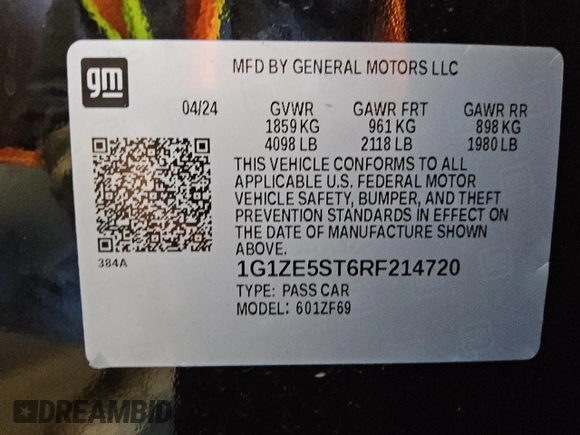 gm
MFD BY GENERAL MOTORS LLC
04/24 GVWR GAWR FRT GAWR RR
1859 KG 961 KG 898 KG
4098 LB 2118 LB 1980 LB
THIS VEHICLE CONFORMS TO ALL
APPLICABLE U.S. FEDERAL MOTOR
VEHICLE SAFETY, BUMPER, AND THEFT
PREVENTION STANDARDS IN EFFECT ON
THE DATE OF MANUFACTURE SHOWN
ABOVE.
384A
1G1ZE5ST6RF214720
TYPE: PASS CAR
MODEL: 601ZF69
DREAMBID